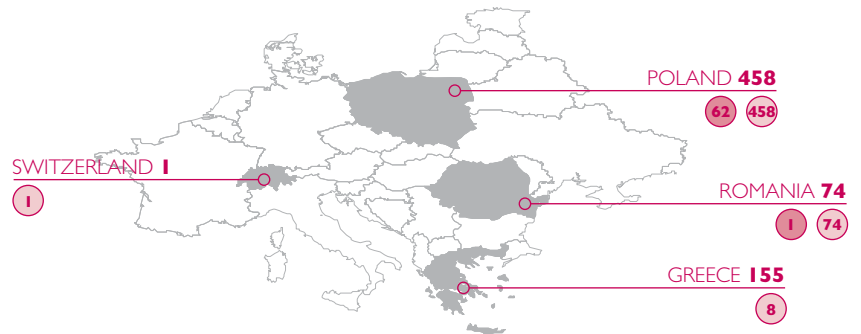 POLAND 458
62 458
SWITZERLAND 1
1
ROMANIA 74
1 74
GREECE 155
8